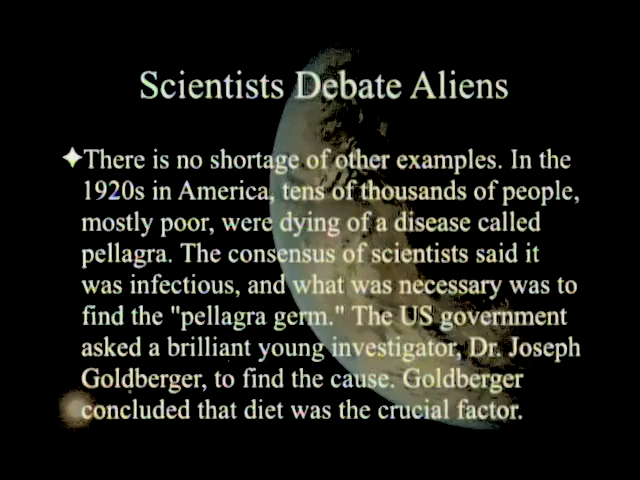 Scientists Debate Aliens
✦There is no shortage of other examples. In the
1920s in America, tens of thousands of people,
mostly poor, were dying of a disease called
pellagra. The consensus of scientists said it
was infectious, and what was necessary was to
find the "pellagra germ." The US government
asked a brilliant young investigator, Dr. Joseph
Goldberger, to find the cause. Goldberger
concluded that diet was the crucial factor.